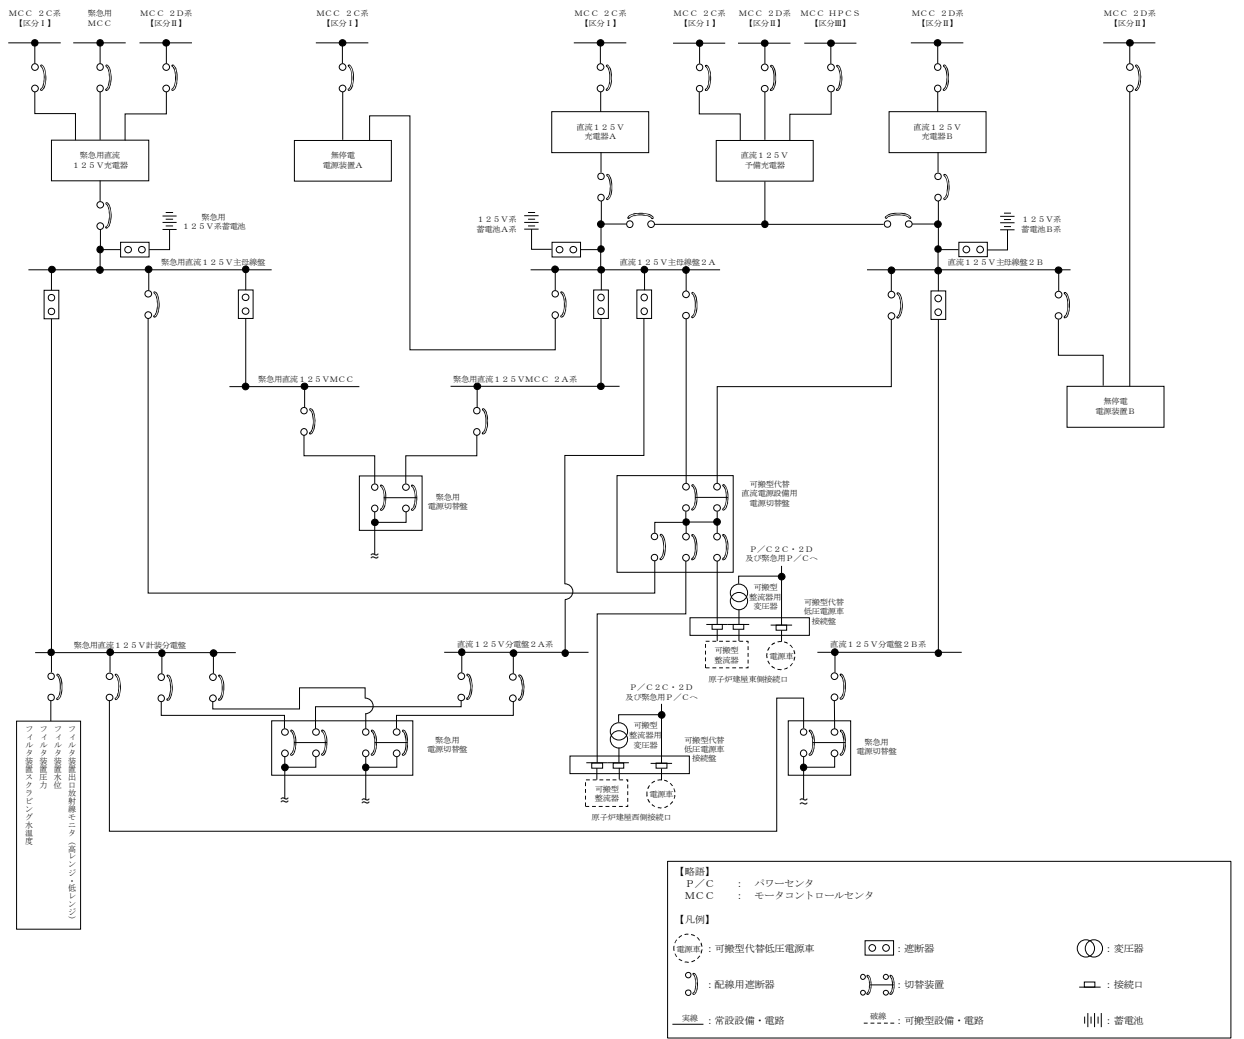 MCC 2C系
【区分Ⅰ】
緊急用
MCC
MCC 2D系
【区分Ⅱ】
MCC 2C系
【区分Ⅰ】
MCC 2C系
【区分Ⅰ】
MCC 2C系
【区分Ⅰ】
MCC 2D系
【区分Ⅱ】
MCC HPCS
【区分Ⅲ】
MCC 2D系
【区分Ⅱ】
MCC 2D系
【区分Ⅱ】
緊急用直流
125V充電器
無停電
電源装置A
直流125V
充電器A
直流125V
予備充電器
直流125V
充電器B
緊急用
125V系蓄電池
125V系
蓄電池A系
125V系
蓄電池B系
緊急用直流125V主母線盤
直流125V主母線盤2A
直流125V主母線盤2B
緊急用直流125VMCC
緊急用直流125VMCC 2A系
無停電
電源装置B
緊急用
電源切替盤
可搬型代替
直流電源設備用
電源切替盤
P/C2C・2D
及び緊急用P/Cへ
可搬型
整流器用
変圧器
可搬型代替
低圧電源車
接続盤
可搬型
整流器
電源車
原子炉建屋東側接続口
緊急用直流125V計装分電盤
直流125V分電盤2A系
直流125V分電盤2B系
P/C2C・2D
及び緊急用P/Cへ
可搬型
整流器用
変圧器
可搬型代替
低圧電源車
接続盤
可搬型
整流器
電源車
原子炉建屋西側接続口
緊急用
電源切替盤
緊急用
電源切替盤
フィルタ装置出口放射線モニタ（高レンジ・低レンジ）
フィルタ装置水位
フィルタ装置圧力
フィルタ装置スクラビング水温度
【略語】
P/C : パワーセンタ
MCC : モータコントロールセンタ
【凡例】
電源車 : 可搬型代替低圧電源車
: 遮断器
: 変圧器
: 配線用遮断器
: 切替装置
: 接続口
実線 : 常設設備・電路
破線 : 可搬型設備・電路
: 蓄電池